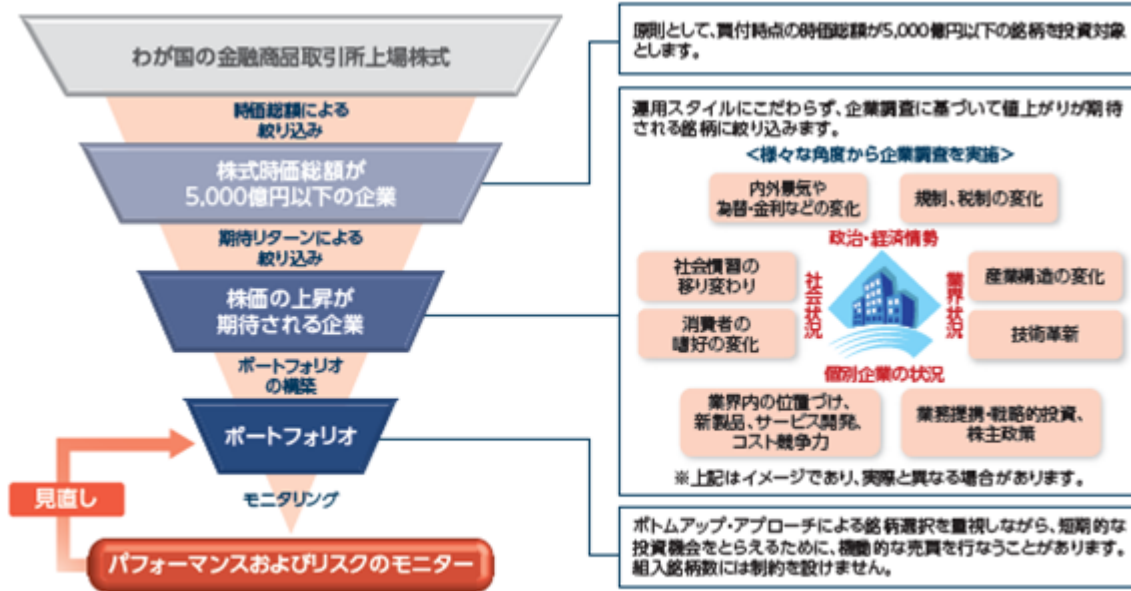 わが国の金融商品取引所上場株式
時価総額による
絞り込み
株式時価総額が
5,000億円以下の企業
期待リターンによる
絞り込み
株価の上昇が
期待される企業
ポートフォリオ
の構築
ポートフォリオ
見直し
モニタリング
パフォーマンスおよびリスクのモニター
原則として、買付時点の時価総額が5,000億円以下の銘柄を投資対象
とします。
運用スタイルにこだわらず、企業調査に基づいて値上がりが期待
される銘柄に絞り込みます。
<様々な角度から企業調査を実施>
内外景気や
為替・金利などの変化
規制、税制の変化
政治・経済情勢
社会慣習の
移り変わり
社会状況
業界状況
産業構造の変化
消費者の
嗜好の変化
技術革新
個別企業の状況
業界内の位置づけ、
新製品、サービス開発、
コスト競争力
業務提携・戦略的投資、
株主政策
※上記はイメージであり、実際と異なる場合があります。
ボトムアップ・アプローチによる銘柄選択を重視しながら、短期的な
投資機会をとらえるために、機動的な売買を行なうことがあります。
組入銘柄数には制約を設けません。